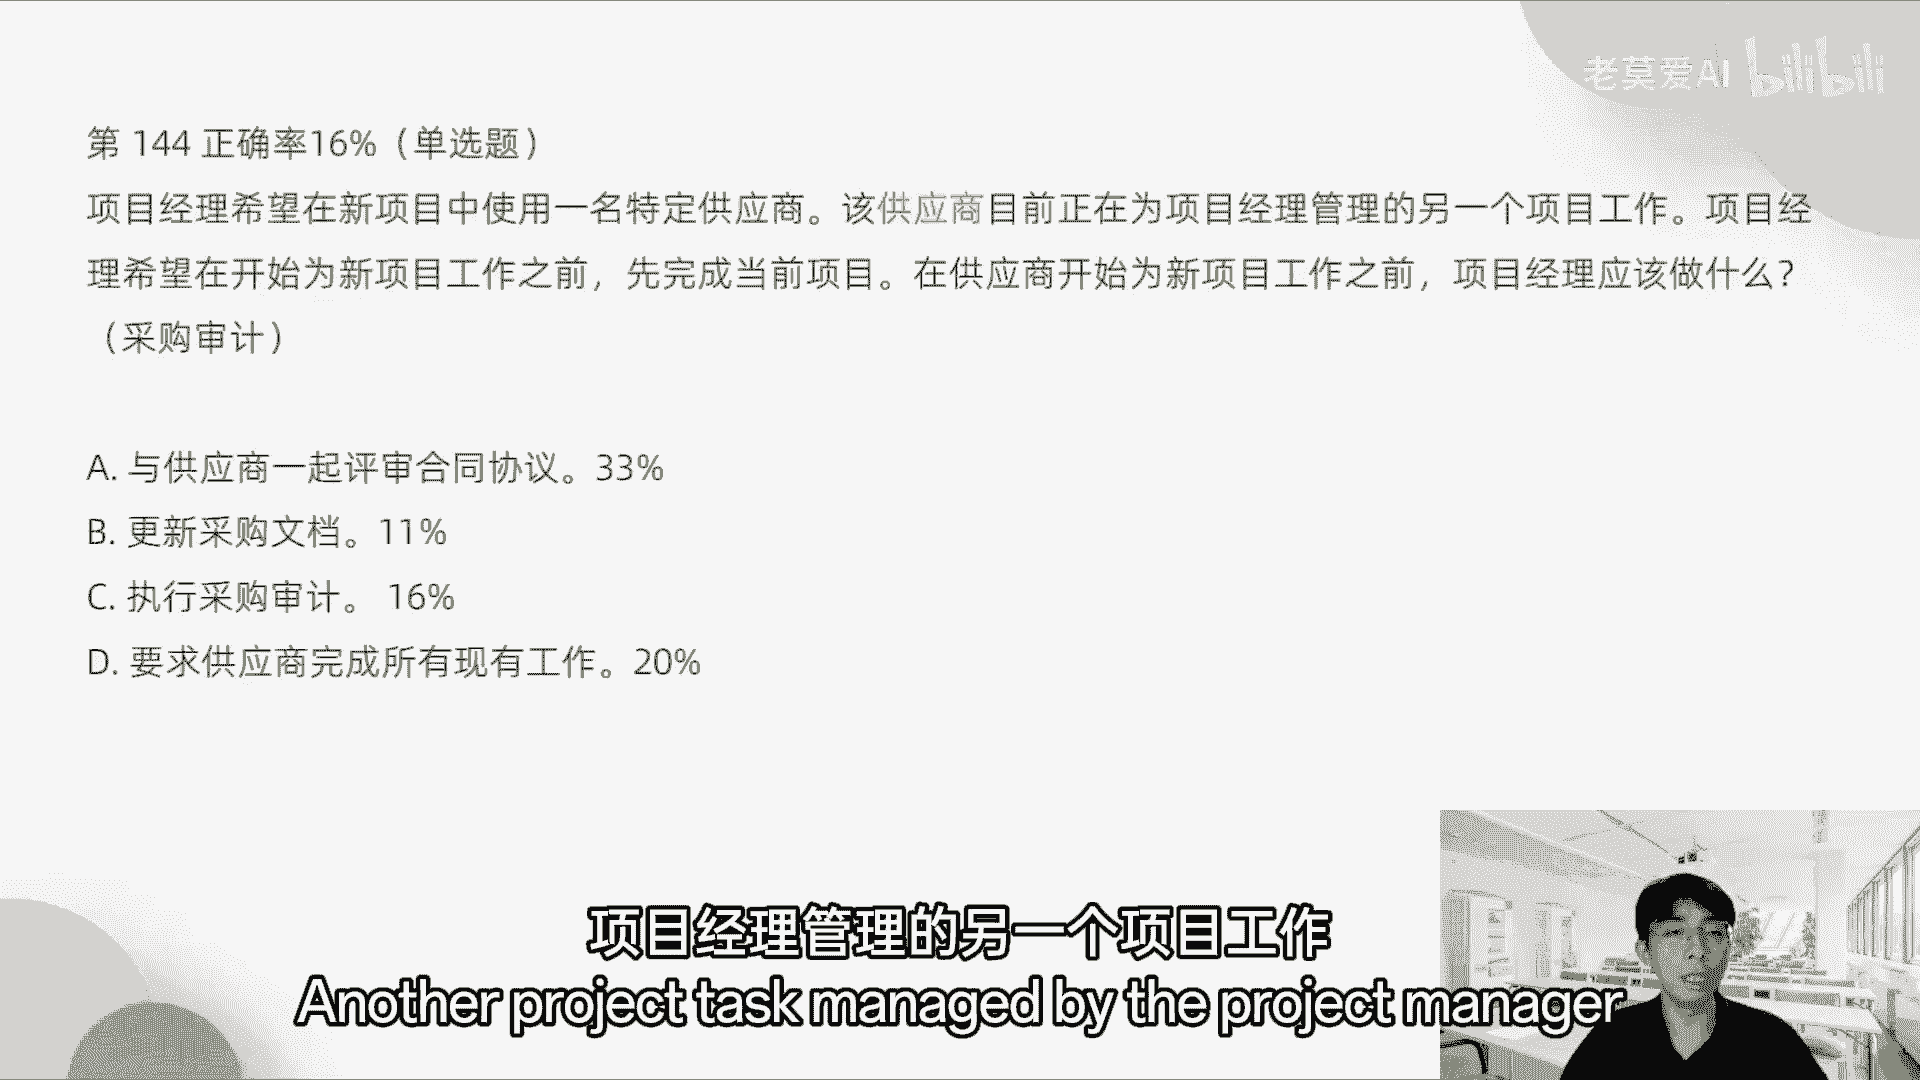 老莫爱AI bilibili
第 144 正确率16%（单选题）
项目经理希望在新项目中使用一名特定供应商。该供应商目前正在为项目经理管理的另一个项目工作。项目经
理希望在开始为新项目工作之前，先完成当前项目。在供应商开始为新项目工作之前，项目经理应该做什么？
（采购审计）
A. 与供应商一起评审合同协议。33%
B. 更新采购文档。11%
C. 执行采购审计。 16%
D. 要求供应商完成所有现有工作。20%
项目经理管理的另一个项目工作
Another project task managed by the project manager